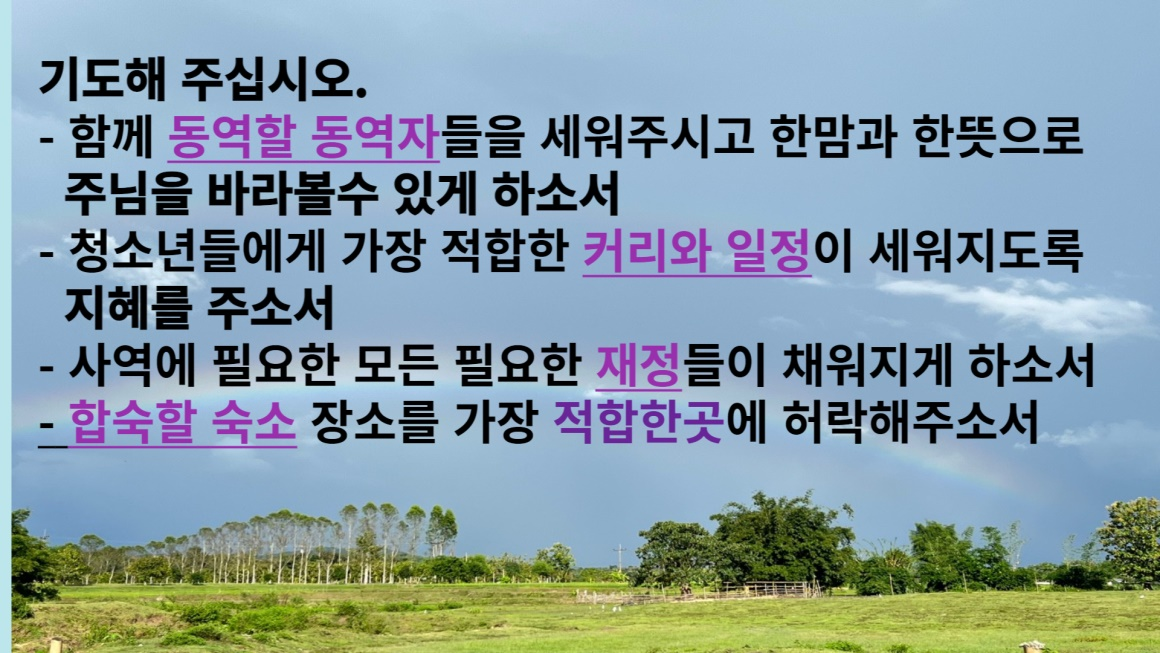 기도해 주십시오.
- 함께 동역할 동역자들을 세워주시고 한맘과 한뜻으로
주님을 바라볼수 있게 하소서
- 청소년들에게 가장 적합한 커리와 일정이 세워지도록
지혜를 주소서
- 사역에 필요한 모든 필요한 재정들이 채워지게 하소서
- 합숙할 숙소 장소를 가장 적합한곳에 허락해주소서